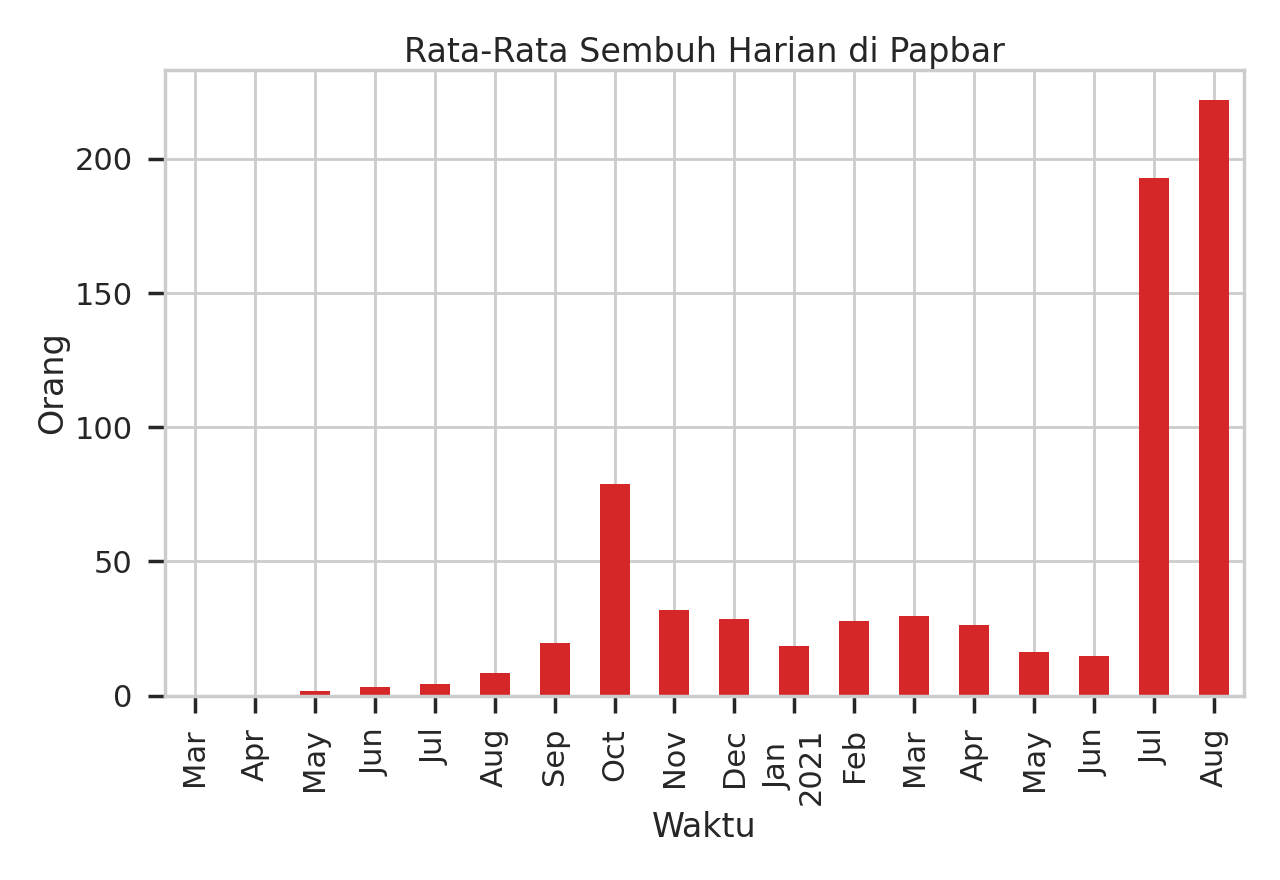 Rata-Rata Sembuh Harian di Papbar
Orang
200
150
100
50
0
Mar
Apr
May
Jun
Jul
Aug
Sep
Oct
Nov
Dec
Jan
2021
Feb
Mar
Apr
May
Jun
Jul
Aug
Waktu